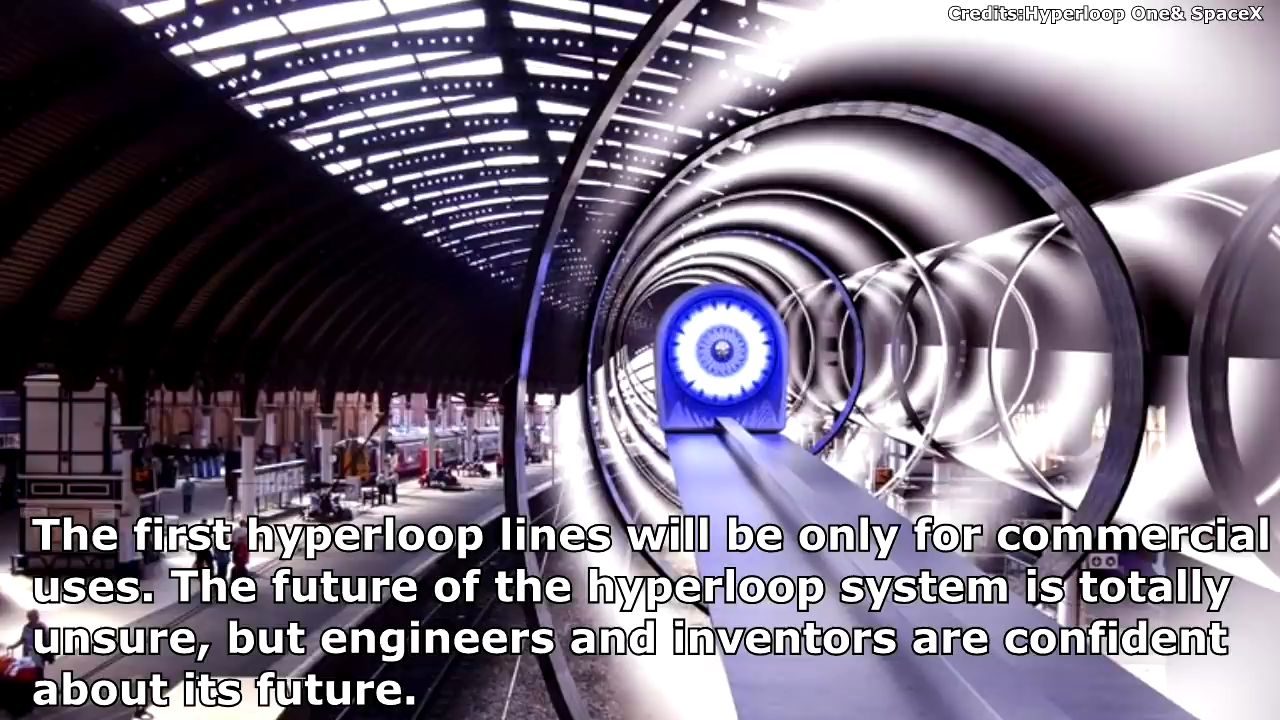 Credits:Hyperloop One& SpaceX
The first hyperloop lines will be only for commercial
uses. The future of the hyperloop system is totally
unsure, but engineers and inventors are confident
about its future.